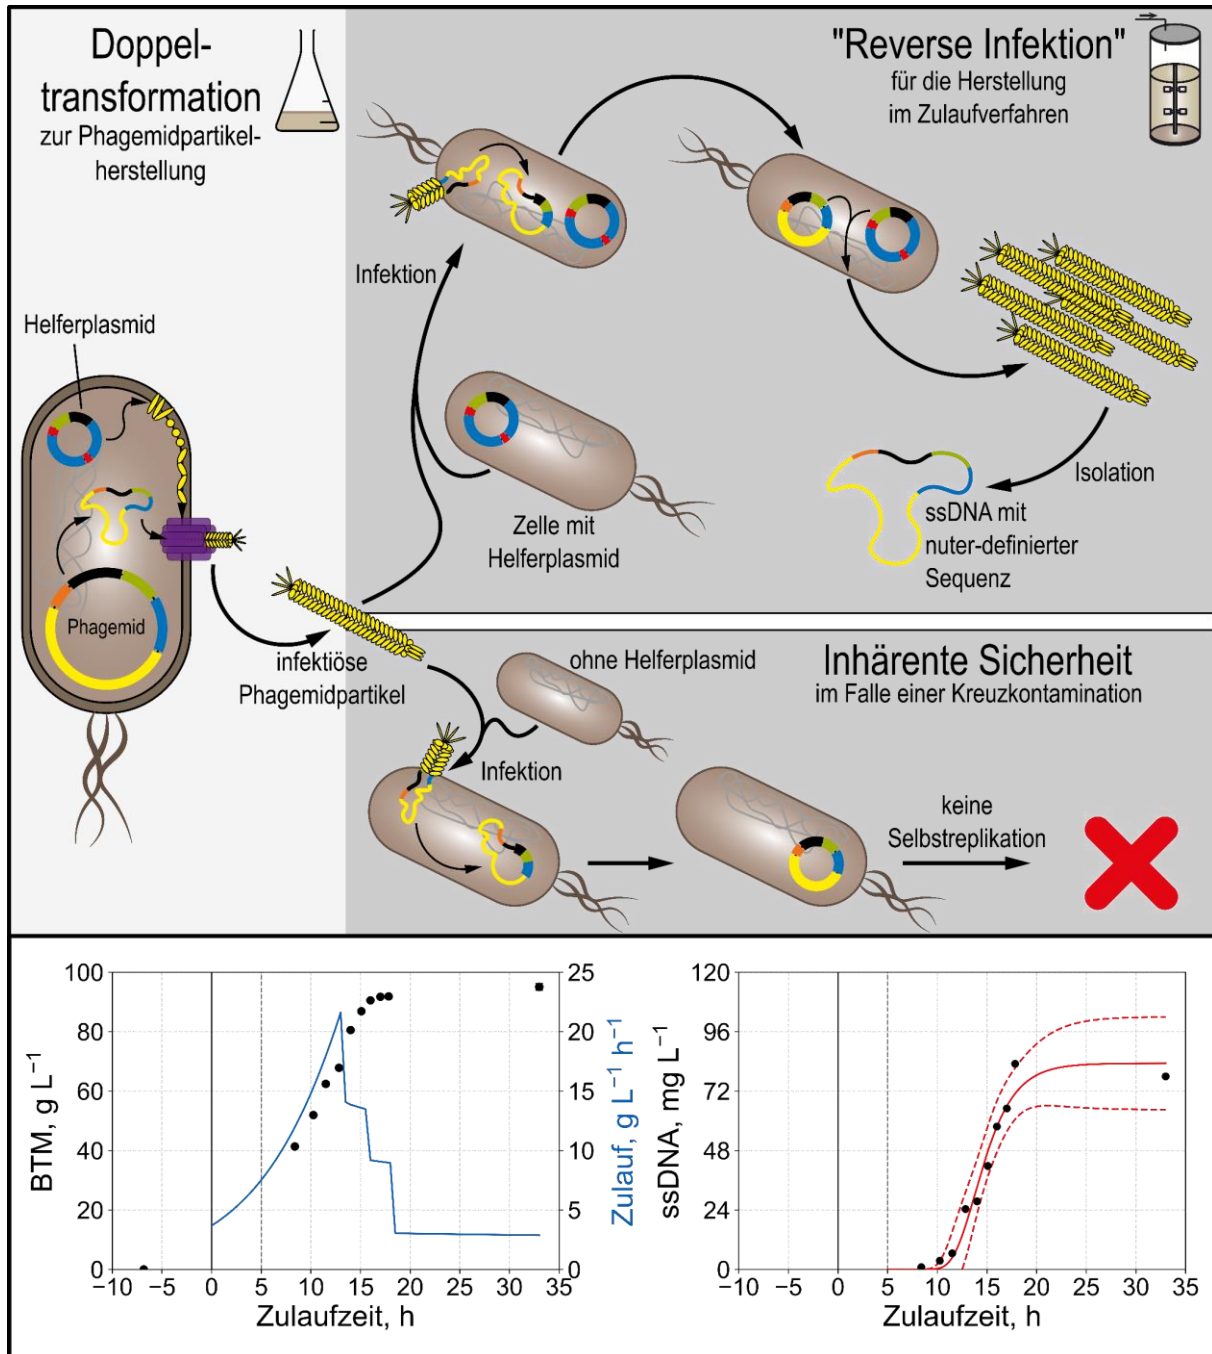 Doppel-
transformation
zur Phagemidpartikel-
herstellung
"Reverse Infektion"
für die Herstellung
im Zulaufverfahren
Infektion
Helferplasmid
Zelle mit
Helferplasmid
Isolation
ssDNA mit
nuter-definierter
Sequenz
Phagemid
infektiöse
Phagemidpartikel
ohne Helferplasmid
Inhärente Sicherheit
im Falle einer Kreuzkontamination
Infektion
keine
Selbstreplikation
BTM, g L⁻¹
100
80
60
40
20
0
−10 −5 0 5 10 15 20 25 30 35
Zulaufzeit, h
25
20
15
10
5
0
Zulauf, g L⁻¹ h⁻¹
ssDNA, mg L⁻¹
120
96
72
48
24
0
−10 −5 0 5 10 15 20 25 30 35
Zulaufzeit, h